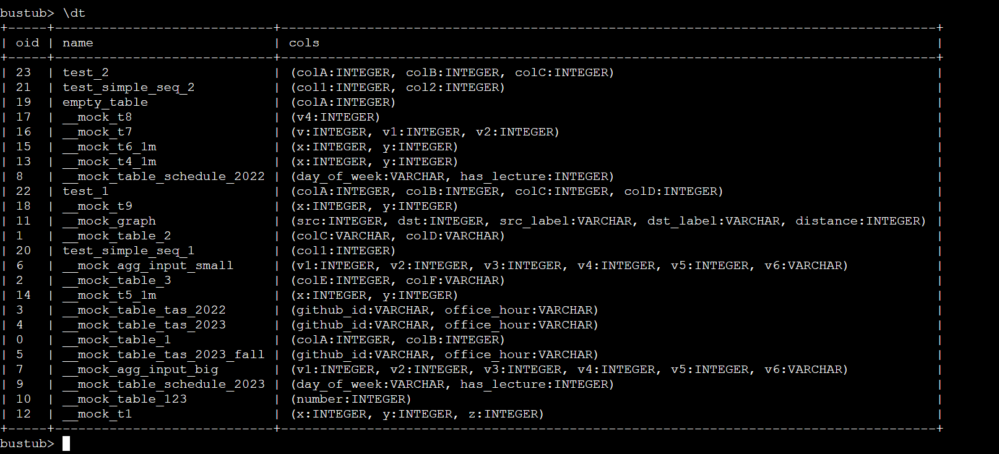 bustub> \dt
+-----+----------------------------+------------------------------------------------------------------------------------+
| oid | name                       | cols                                                                               |
+-----+----------------------------+------------------------------------------------------------------------------------+
| 23  | test_2                     | (colA:INTEGER, colB:INTEGER, colC:INTEGER)                                         |
| 21  | test_simple_seq_2          | (col1:INTEGER, col2:INTEGER)                                                       |
| 19  | empty_table                | (colA:INTEGER)                                                                     |
| 17  | __mock_t8                  | (v4:INTEGER)                                                                       |
| 16  | __mock_t7                  | (v:INTEGER, v1:INTEGER, v2:INTEGER)                                                |
| 15  | __mock_t6_1m               | (x:INTEGER, y:INTEGER)                                                             |
| 13  | __mock_t4_1m               | (x:INTEGER, y:INTEGER)                                                             |
| 8   | __mock_table_schedule_2022 | (day_of_week:VARCHAR, has_lecture:INTEGER)                                         |
| 22  | test_1                     | (colA:INTEGER, colB:INTEGER, colC:INTEGER, colD:INTEGER)                           |
| 18  | __mock_t9                  | (x:INTEGER, y:INTEGER)                                                             |
| 11  | __mock_graph               | (src:INTEGER, dst:INTEGER, src_label:VARCHAR, dst_label:VARCHAR, distance:INTEGER) |
| 1   | __mock_table_2             | (colC:VARCHAR, colD:VARCHAR)                                                       |
| 20  | test_simple_seq_1          | (col1:INTEGER)                                                                     |
| 6   | __mock_agg_input_small     | (v1:INTEGER, v2:INTEGER, v3:INTEGER, v4:INTEGER, v5:INTEGER, v6:VARCHAR)           |
| 2   | __mock_table_3             | (colE:INTEGER, colF:VARCHAR)                                                       |
| 14  | __mock_t5_1m               | (x:INTEGER, y:INTEGER)                                                             |
| 3   | __mock_table_tas_2022      | (github_id:VARCHAR, office_hour:VARCHAR)                                           |
| 4   | __mock_table_tas_2023      | (github_id:VARCHAR, office_hour:VARCHAR)                                           |
| 0   | __mock_table_1             | (colA:INTEGER, colB:INTEGER)                                                       |
| 5   | __mock_table_tas_2023_fall | (github_id:VARCHAR, office_hour:VARCHAR)                                           |
| 7   | __mock_agg_input_big       | (v1:INTEGER, v2:INTEGER, v3:INTEGER, v4:INTEGER, v5:INTEGER, v6:VARCHAR)           |
| 9   | __mock_table_schedule_2023 | (day_of_week:VARCHAR, has_lecture:INTEGER)                                         |
| 10  | __mock_table_123           | (number:INTEGER)                                                                   |
| 12  | __mock_t1                  | (x:INTEGER, y:INTEGER, z:INTEGER)                                                  |
+-----+----------------------------+------------------------------------------------------------------------------------+
bustub>